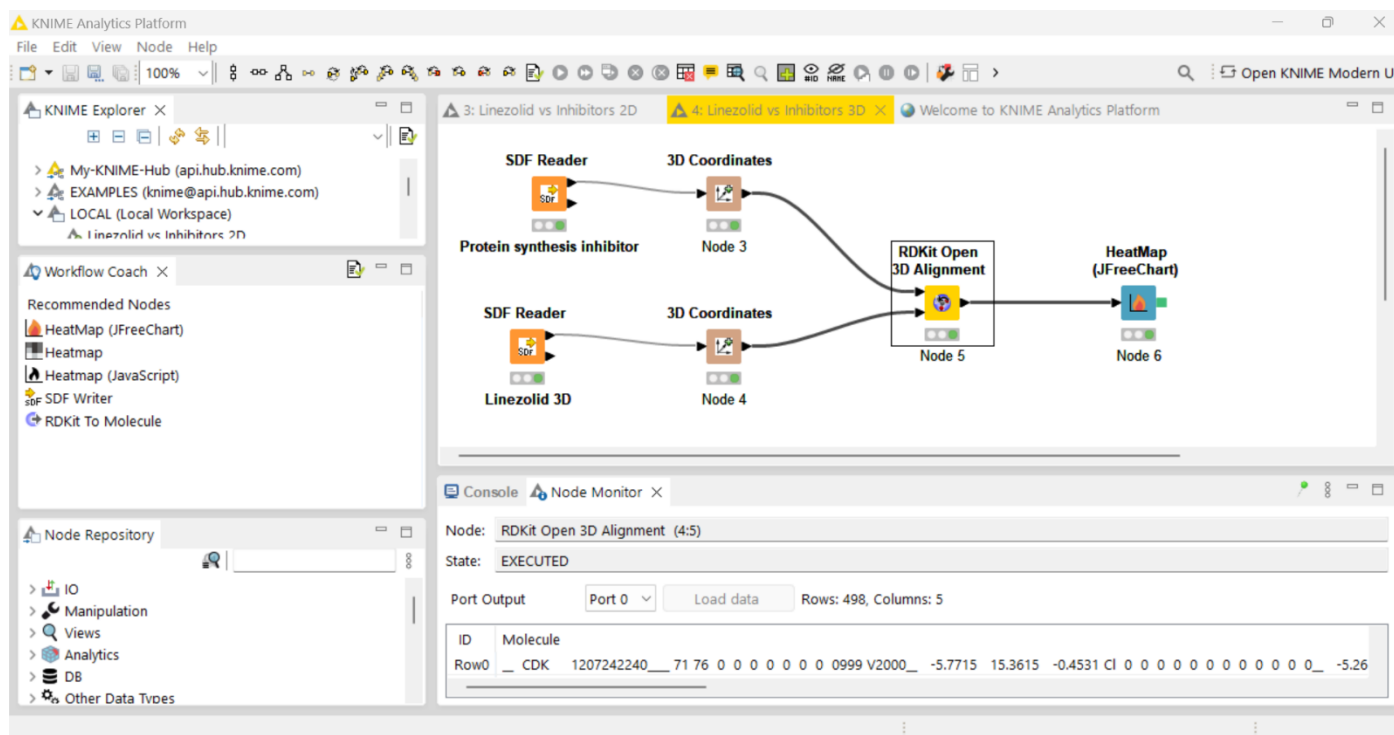 KNIME Analytics Platform
File Edit View Node Help
100%
#ID
NAME
Open KNIME Modern U
KNIME Explorer
My-KNIME-Hub (api.hub.knime.com)
EXAMPLES (knime@api.hub.knime.com)
LOCAL (Local Workspace)
Linezolid vs Inhibitors 2D
Workflow Coach
Recommended Nodes
HeatMap (JFreeChart)
Heatmap
Heatmap (JavaScript)
SDF Writer
RDKit To Molecule
Node Repository
IO
Manipulation
Views
Analytics
DB
Other Data Types
3: Linezolid vs Inhibitors 2D
4: Linezolid vs Inhibitors 3D
Welcome to KNIME Analytics Platform
SDF Reader
SDF
Protein synthesis inhibitor
3D Coordinates
Node 3
SDF Reader
SDF
Linezolid 3D
3D Coordinates
Node 4
RDKit Open
3D Alignment
Node 5
HeatMap
(JFreeChart)
Node 6
Console
Node Monitor
Node: RDKit Open 3D Alignment (4:5)
State: EXECUTED
Port Output Port 0 Load data Rows: 498, Columns: 5
ID Molecule
Row0 __ CDK 1207242240___ 71 76 0 0 0 0 0 0 0 0999 V2000__ -5.7715 15.3615 -0.4531 Cl 0 0 0 0 0 0 0 0 0 0 0 0__ -5.26